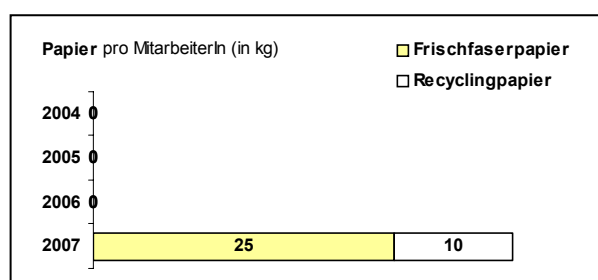 Papier pro MitarbeiterIn (in kg)
Frischfaserpapier
Recyclingpapier
2004 0
2005 0
2006 0
2007 25 10